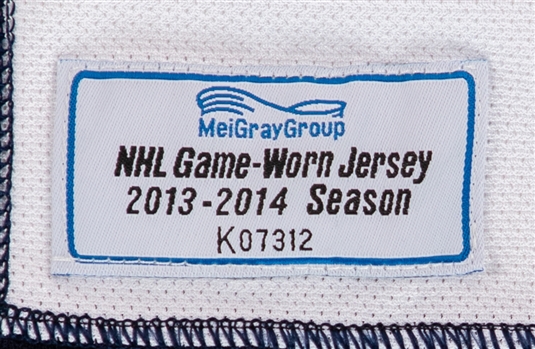 MeiGrayGroup
NHL Game-Worn Jersey
2013-2014 Season
K07312